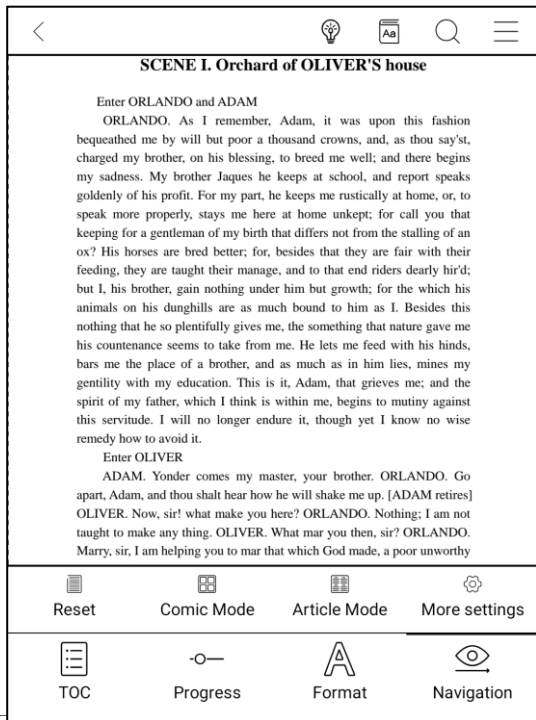 Aa
SCENE I. Orchard of OLIVER'S house
Enter ORLANDO and ADAM
ORLANDO. As I remember, Adam, it was upon this fashion
bequeathed me by will but poor a thousand crowns, and, as thou say'st,
charged my brother, on his blessing, to breed me well; and there begins
my sadness. My brother Jaques he keeps at school, and report speaks
goldenly of his profit. For my part, he keeps me rustically at home, or, to
speak more properly, stays me here at home unkept; for call you that
keeping for a gentleman of my birth that differs not from the stalling of an
ox? His horses are bred better; for, besides that they are fair with their
feeding, they are taught their manage, and to that end riders dearly hir'd;
but I, his brother, gain nothing under him but growth; for the which his
animals on his dunghills are as much bound to him as I. Besides this
nothing that he so plentifully gives me, the something that nature gave me
his countenance seems to take from me. He lets me feed with his hinds,
bars me the place of a brother, and as much as in him lies, mines my
gentility with my education. This is it, Adam, that grieves me; and the
spirit of my father, which I think is within me, begins to mutiny against
this servitude. I will no longer endure it, though yet I know no wise
remedy how to avoid it.
Enter OLIVER
ADAM. Yonder comes my master, your brother. ORLANDO. Go
apart, Adam, and thou shalt hear how he will shake me up. [ADAM retires]
OLIVER. Now, sir! what make you here? ORLANDO. Nothing; I am not
taught to make any thing. OLIVER. What mar you then, sir? ORLANDO.
Marry, sir, I am helping you to mar that which God made, a poor unworthy
Reset Comic Mode Article Mode More settings
TOC Progress Format Navigation